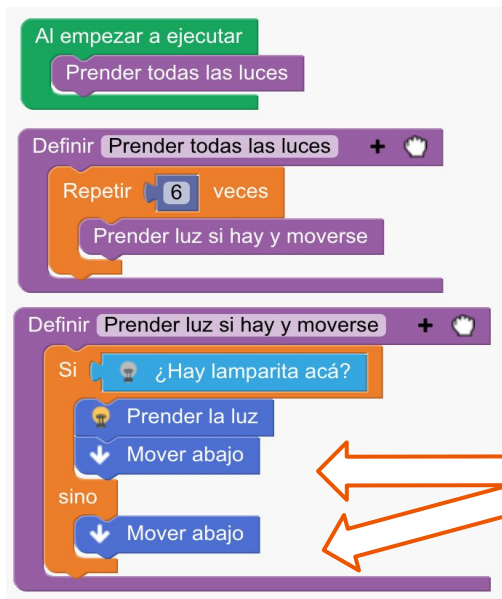 Al empezar a ejecutar
Prender todas las luces
Definir Prender todas las luces +
Repetir 6 veces
Prender luz si hay y moverse
Definir Prender luz si hay y moverse +
Si ¿Hay lamparita acá?
Prender la luz
Mover abajo
sino
Mover abajo